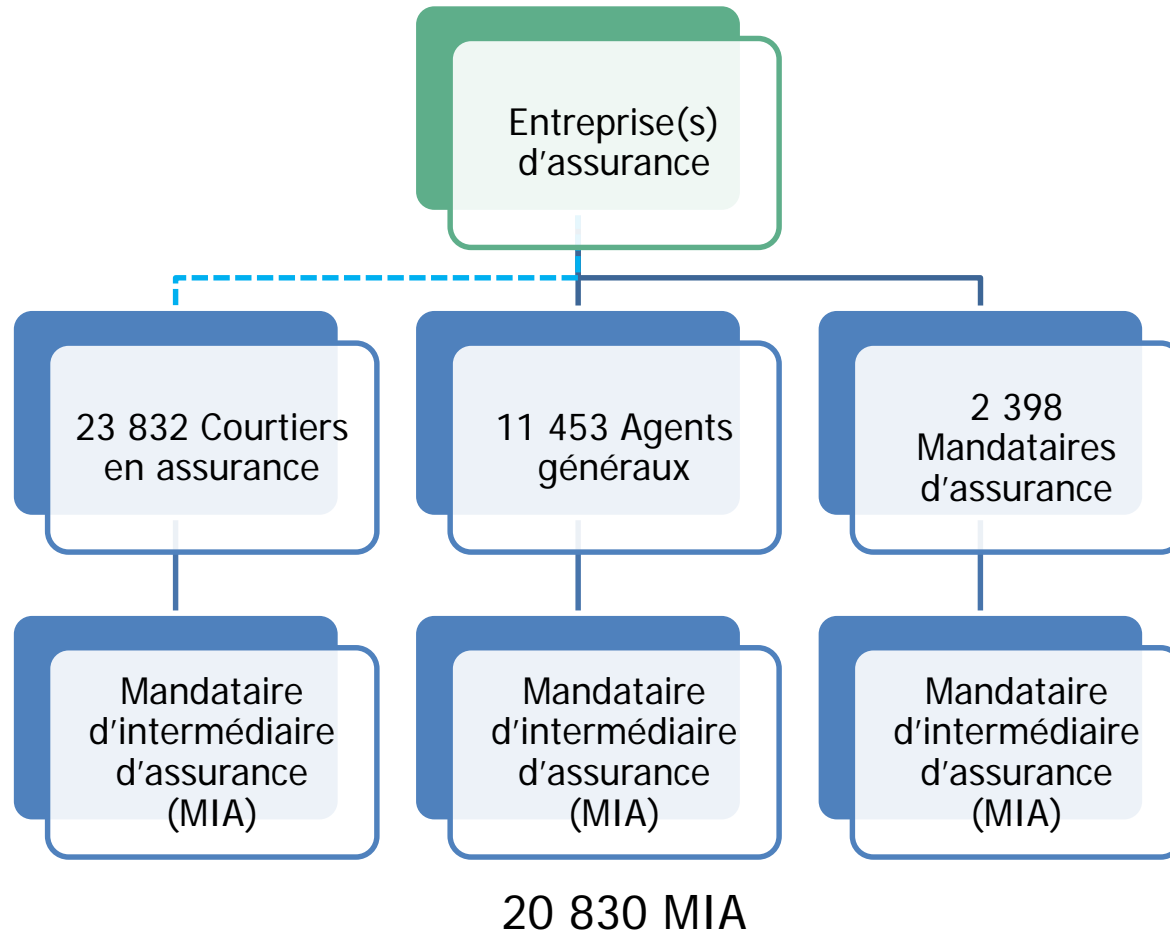 Entreprise(s)
d'assurance
23 832 Courtiers
en assurance
11 453 Agents
généraux
2 398
Mandataires
d'assurance
Mandataire
d'intermédiaire
d'assurance
(MIA)
Mandataire
d'intermédiaire
d'assurance
(MIA)
Mandataire
d'intermédiaire
d'assurance
(MIA)
20 830 MIA